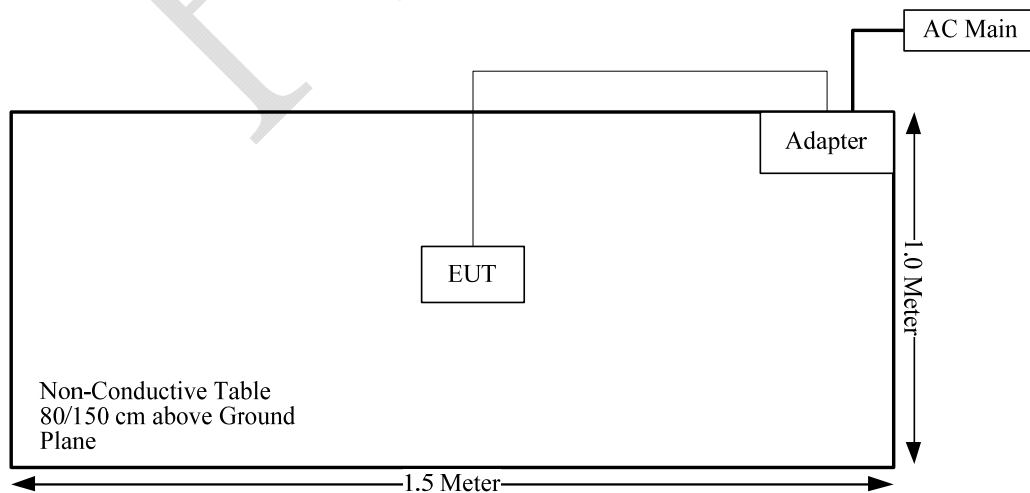 AC Main
Adapter
EUT
1.0 Meter
Non-Conductive Table
80/150 cm above Ground
Plane
1.5 Meter